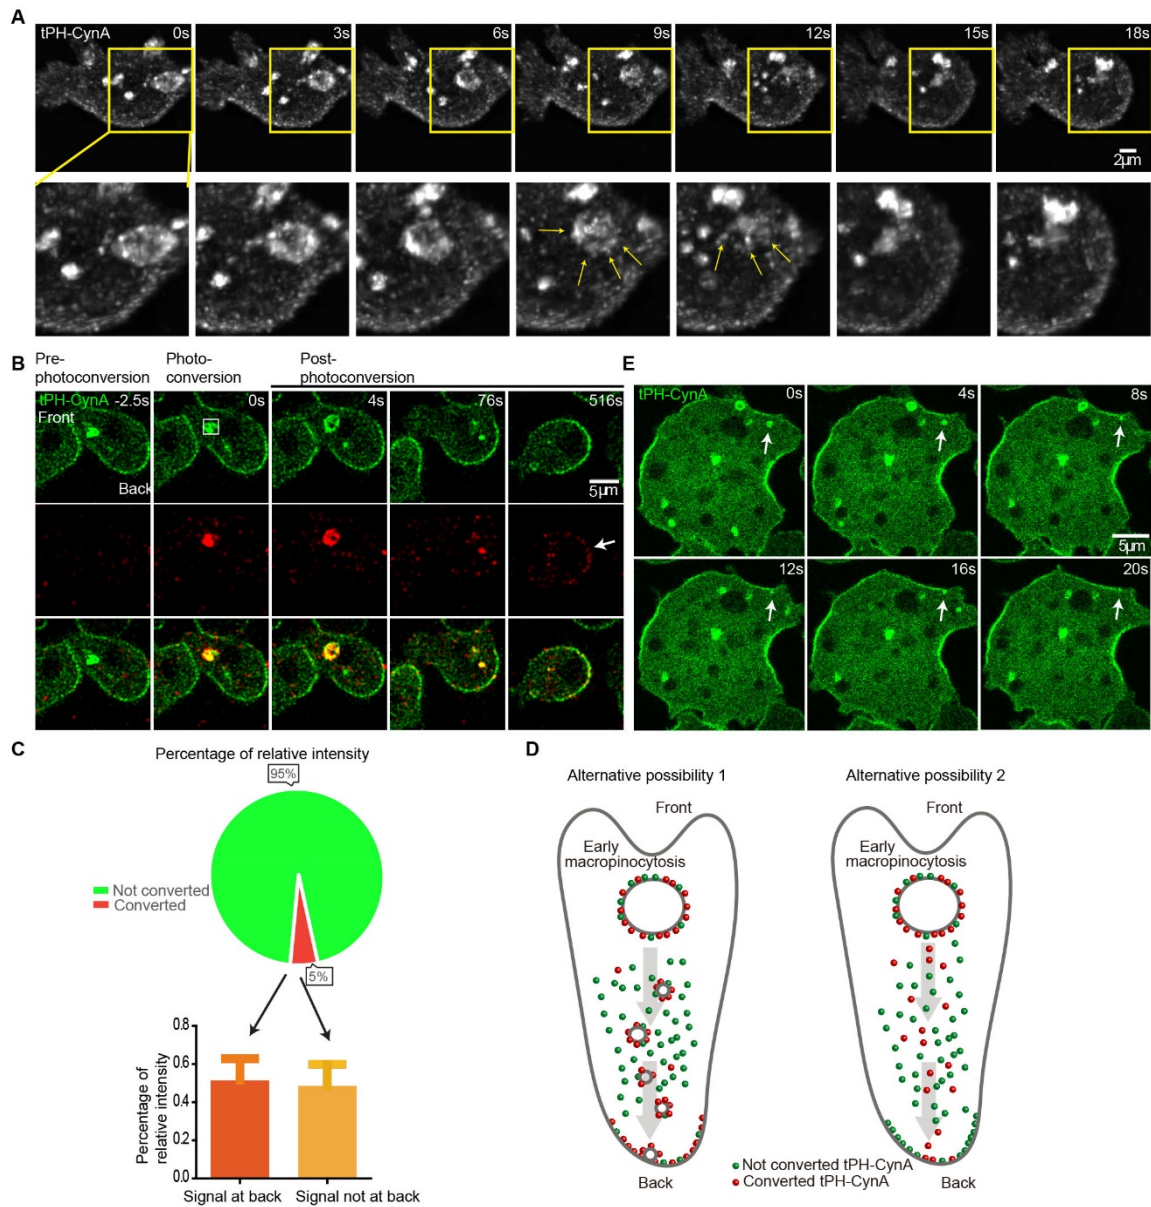 A
tPH-CynA 0s 3s 6s 9s 12s 15s 18s
2μm
B
Pre-photoconversion
Photo-conversion
Post-photoconversion
tPH-CynA -2.5s 0s 4s 76s 516s
Front
Back
5μm
E
tPH-CynA 0s 4s 8s
5μm
12s 16s 20s
C
Percentage of relative intensity
95%
Not converted
Converted
5%
Percentage of
relative intensity
0.8
0.6
0.4
0.2
0.0
Signal at back Signal not at back
D
Alternative possibility 1 Alternative possibility 2
Front Front
Early
macropinocytosis
Early
macropinocytosis
Not converted tPH-CynA
Converted tPH-CynA
Back Back